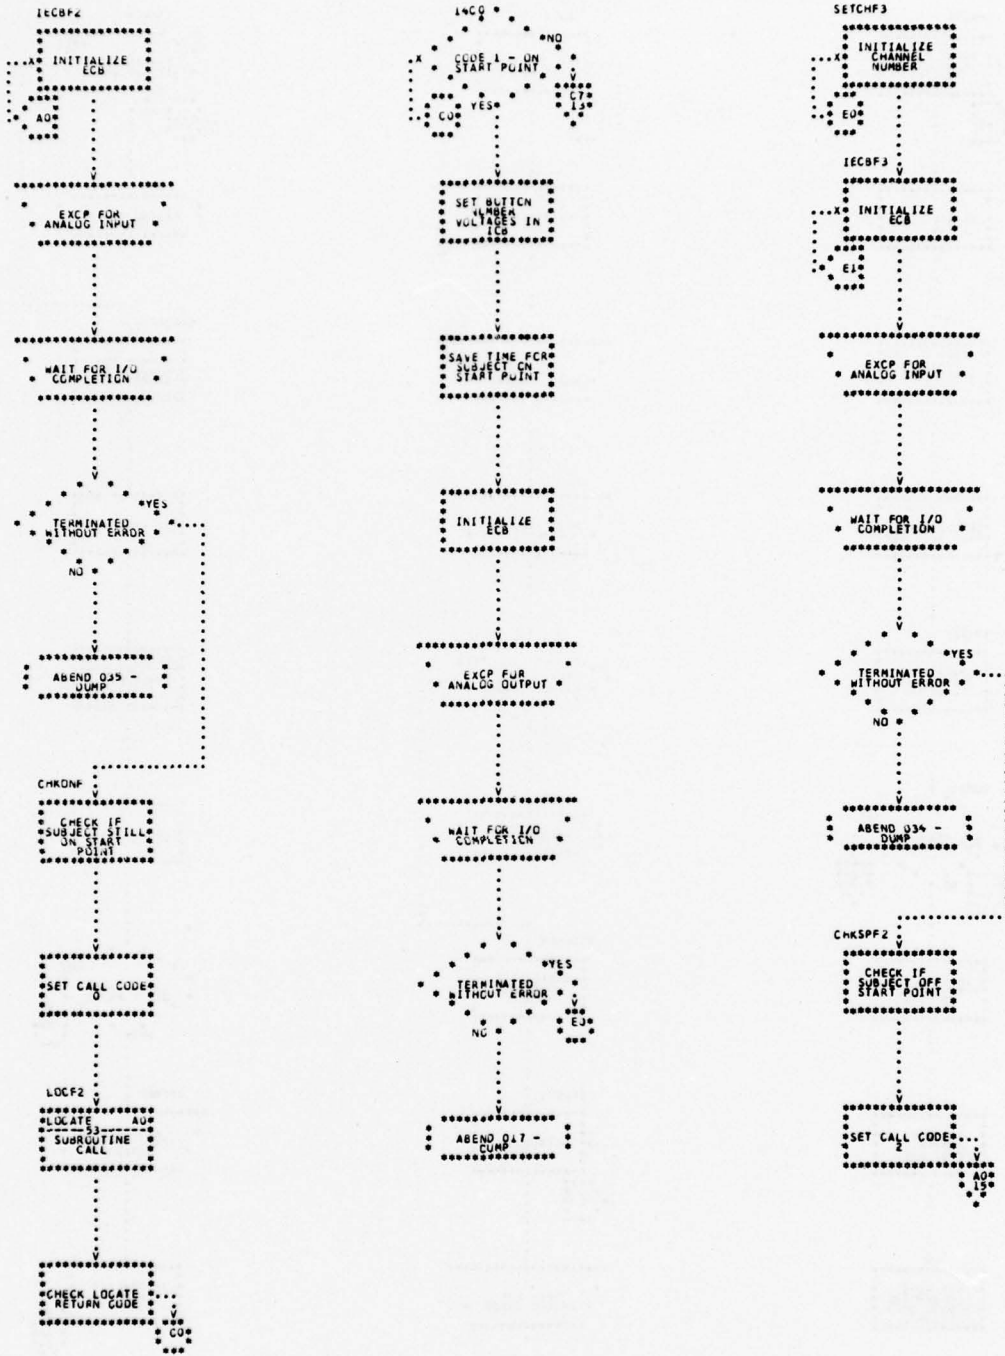 IECBF2
INITIALIZE
ECB
A0
EXCP FOR
ANALOG INPUT
WAIT FOR I/O
COMPLETION
YES
TERMINATED
WITHOUT ERROR
NO
ABEND 035 -
DUMP
CHKONF
CHECK IF
SUBJECT STILL
ON START
POINT
SET CALL CODE
0
LOCF2
LOCATE A0
53
SUBROUTINE
CALL
CHECK LOCATE
RETURN CODE
C0
14C0
NO
CODE 1 - ON
START POINT
C7
13
C0
YES
SET BUTTON
NUMBER
VOLTAGES IN
ICB
SAVE TIME FOR
SUBJECT ON
START POINT
INITIALIZE
ECB
EXCP FOR
ANALOG OUTPUT
WAIT FOR I/O
COMPLETION
YES
TERMINATED
WITHOUT ERROR
E0
NO
ABEND 017 -
DUMP
SETCHF3
INITIALIZE
CHANNEL
NUMBER
E0
IECBF3
INITIALIZE
ECB
E1
EXCP FOR
ANALOG INPUT
WAIT FOR I/O
COMPLETION
YES
TERMINATED
WITHOUT ERROR
NO
ABEND 034 -
DUMP
CHKSPF2
CHECK IF
SUBJECT OFF
START POINT
SET CALL CODE
2
A0
15